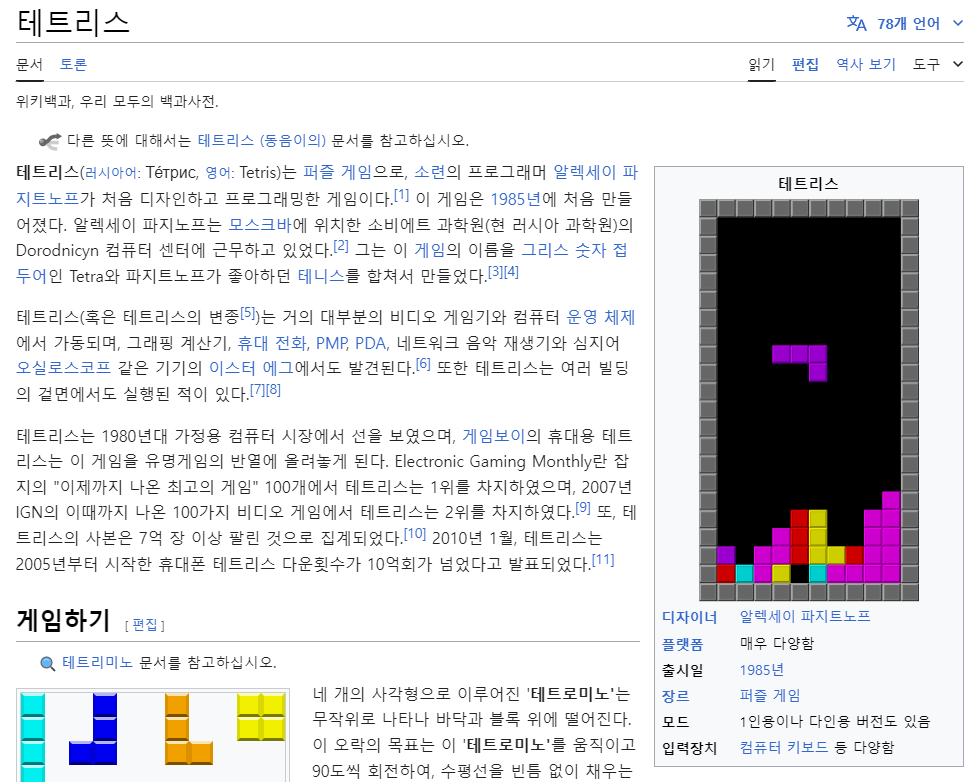 테트리스
78개 언어
문서 토론
읽기 편집 역사 보기 도구
위키백과, 우리 모두의 백과사전.
다른 뜻에 대해서는 테트리스 (동음이의) 문서를 참고하십시오.
테트리스(러시아어: Те́трис, 영어: Tetris)는 퍼즐 게임으로, 소련의 프로그래머 알렉세이 파
지트노프가 처음 디자인하고 프로그래밍한 게임이다.[1] 이 게임은 1985년에 처음 만들
어졌다. 알렉세이 파지트노프는 모스크바에 위치한 소비에트 과학원(현 러시아 과학원)의
Dorodnicyn 컴퓨터 센터에 근무하고 있었다.[2] 그는 이 게임의 이름을 그리스 숫자 접
두어인 Tetra와 파지트노프가 좋아하던 테니스를 합쳐서 만들었다.[3][4]
테트리스(혹은 테트리스의 변종[5])는 거의 대부분의 비디오 게임기와 컴퓨터 운영 체제
에서 가동되며, 그래핑 계산기, 휴대 전화, PMP, PDA, 네트워크 음악 재생기와 심지어
오실로스코프 같은 기기의 이스터 에그에서도 발견된다.[6] 또한 테트리스는 여러 빌딩
의 겉면에서도 실행된 적이 있다.[7][8]
테트리스는 1980년대 가정용 컴퓨터 시장에서 선을 보였으며, 게임보이의 휴대용 테트
리스는 이 게임을 유명게임의 반열에 올려놓게 된다. Electronic Gaming Monthly란 잡
지의 "이제까지 나온 최고의 게임" 100개에서 테트리스는 1위를 차지하였으며, 2007년
IGN의 이때까지 나온 100가지 비디오 게임에서 테트리스는 2위를 차지하였다.[9] 또, 테
트리스의 사본은 7억 장 이상 팔린 것으로 집계되었다.[10] 2010년 1월, 테트리스는
2005년부터 시작한 휴대폰 테트리스 다운횟수가 10억회가 넘었다고 발표되었다.[11]
게임하기 [편집]
테트리미노 문서를 참고하십시오.
네 개의 사각형으로 이루어진 '테트로미노'는
무작위로 나타나 바닥과 블록 위에 떨어진다.
이 오락의 목표는 이 '테트로미노'를 움직이고
90도씩 회전하여, 수평선을 빈틈 없이 채우는
테트리스
디자이너 알렉세이 파지트노프
플랫폼 매우 다양함
출시일 1985년
장르 퍼즐 게임
모드 1인용이나 다인용 버전도 있음
입력장치 컴퓨터 키보드 등 다양함